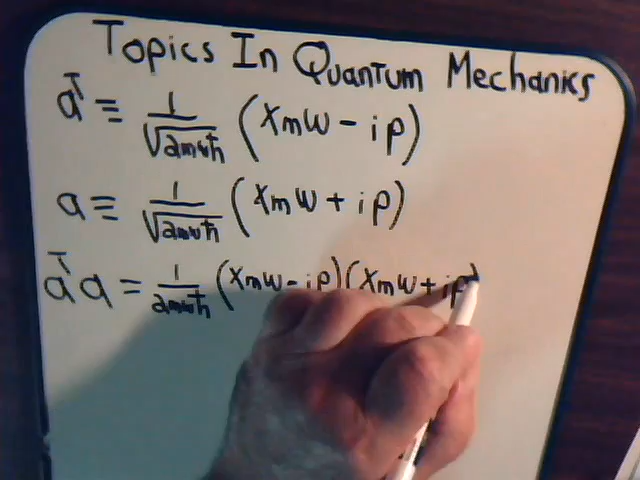 Topics In Quantum Mechanics
a† ≡ 1/√(2mωħ) (xmω - ip)
a ≡ 1/√(2mωħ) (xmω + ip)
a†a = 1/(2mωħ) (xmω - ip)(xmω + ip)